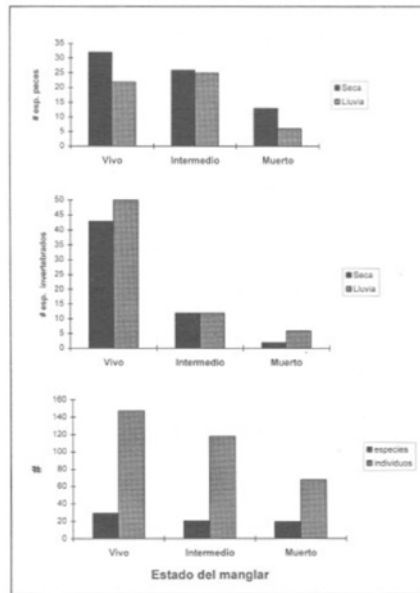 # esp. peces
35
30
25
20
15
10
5
0
Vivo Intermedio Muerto
Seca
Lluvia
# esp. invertebrados
50
45
40
35
30
25
20
15
10
5
0
Vivo Intermedio Muerto
Seca
Lluvia
#
160
140
120
100
80
60
40
20
0
Vivo Intermedio Muerto
especies
individuos
Estado del manglar